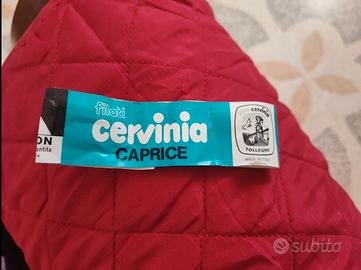 filati
cervinia
CAPRICE
ON
cervinia
TOLLEGNO
MADE IN ITALY
subito